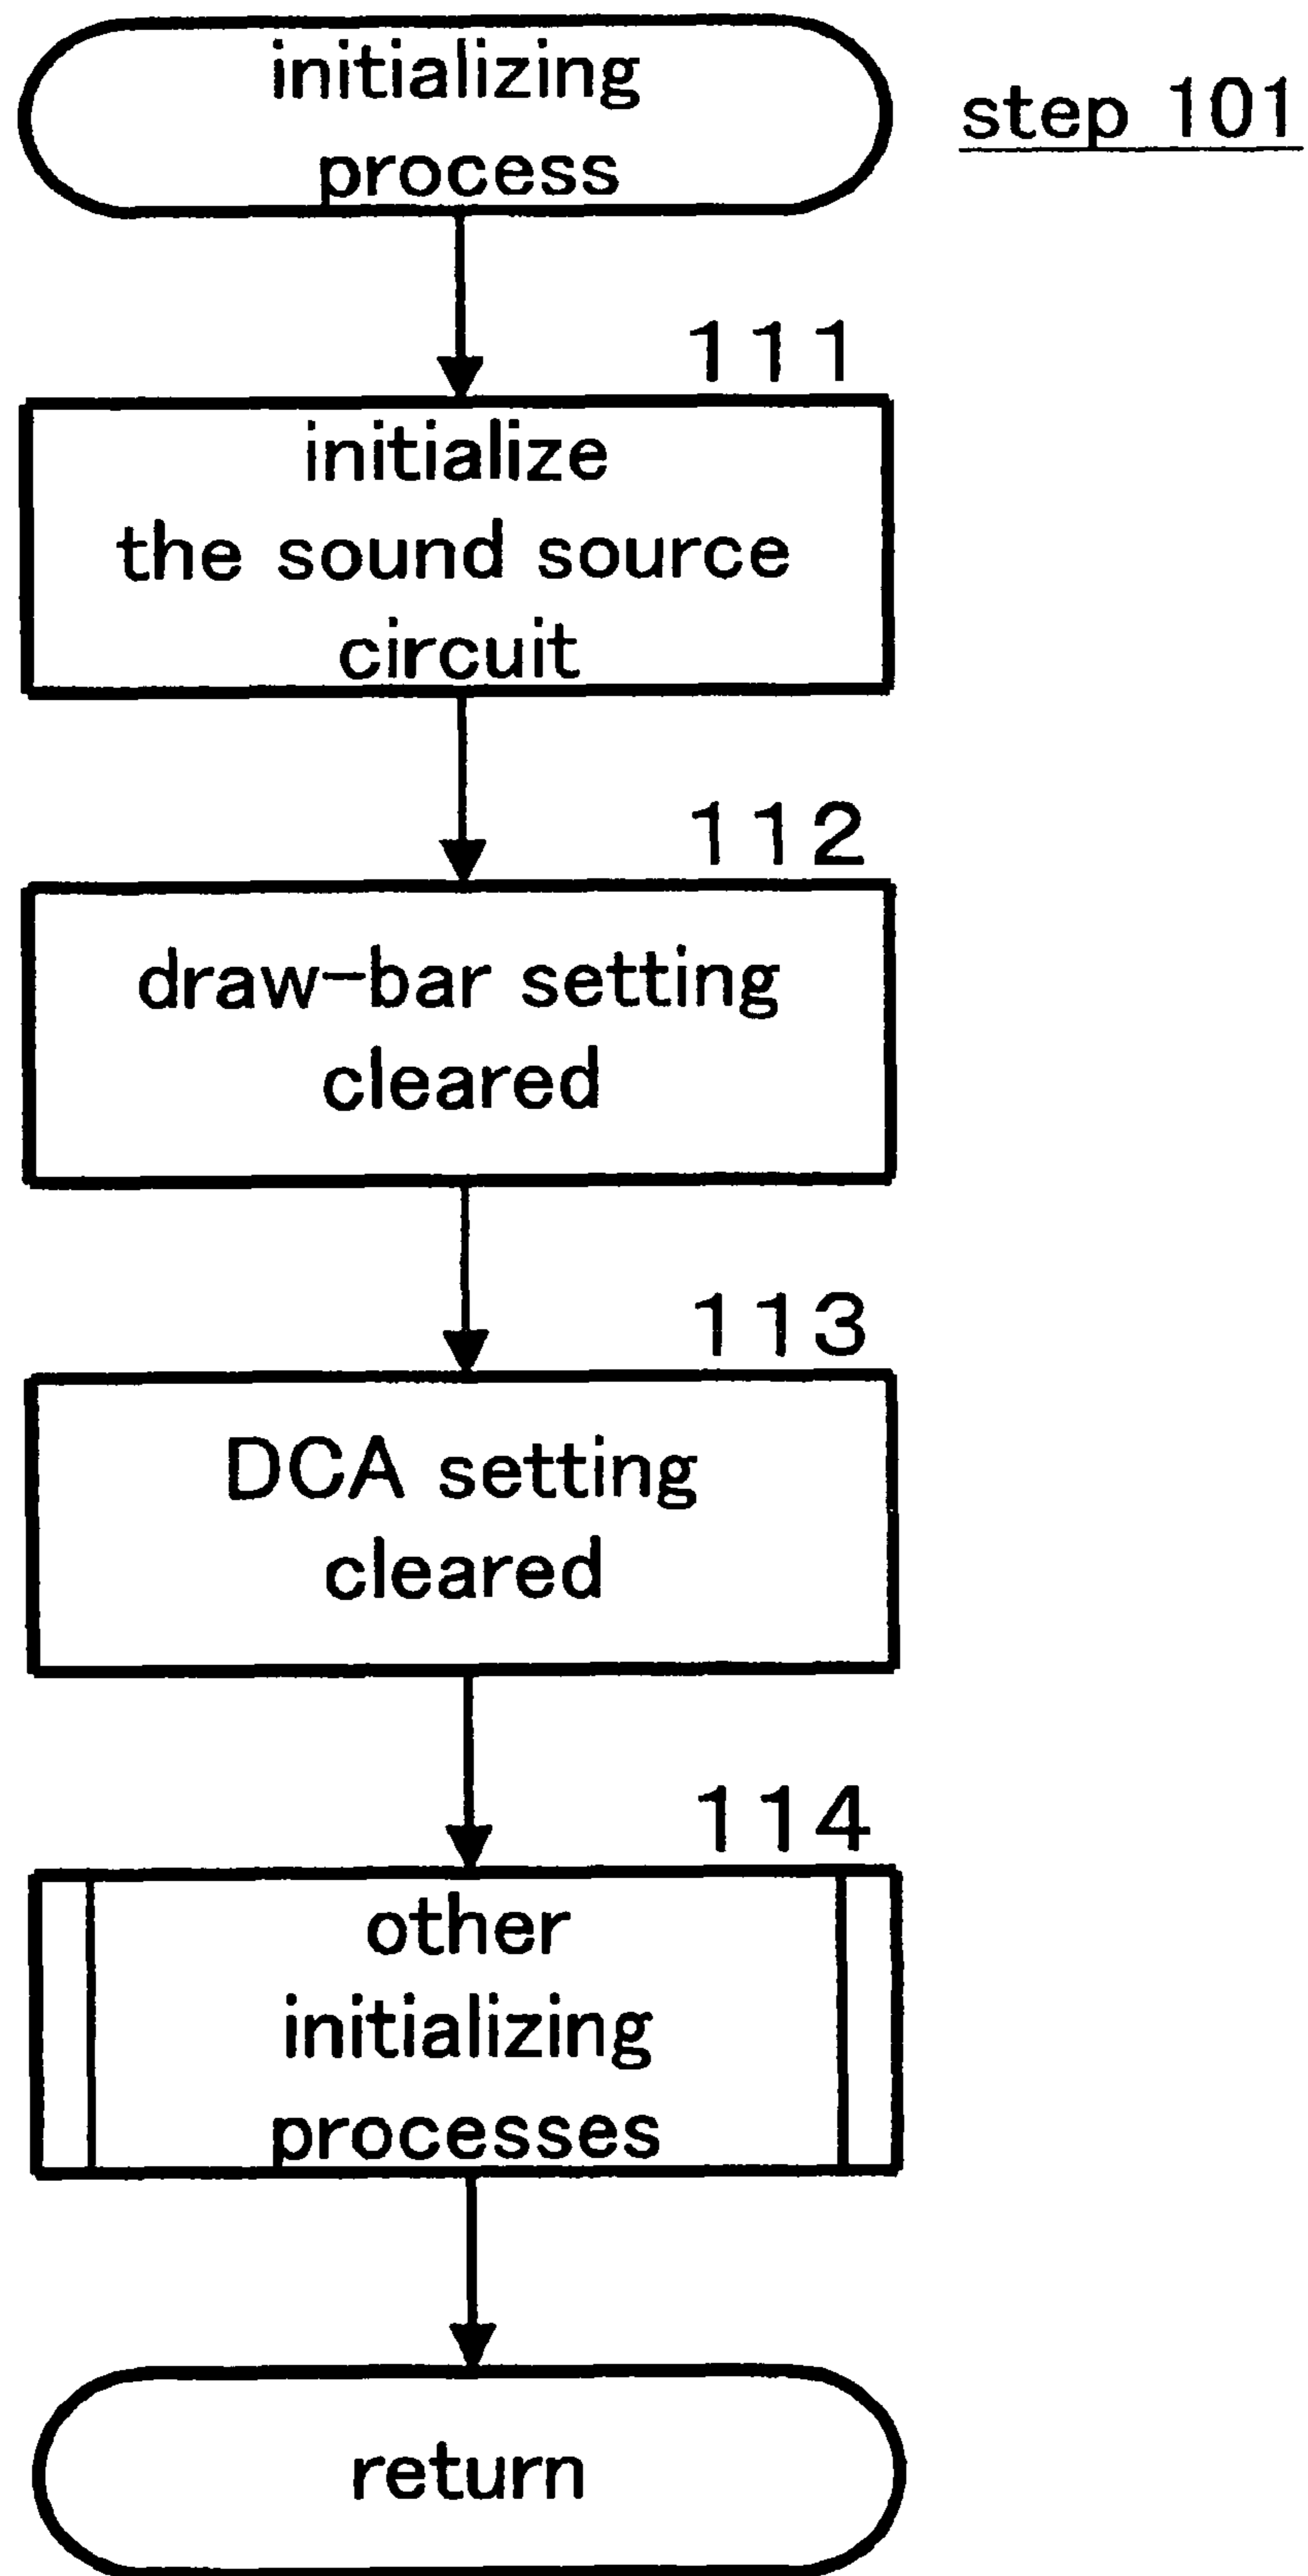 initializing
process
step 101
111
initialize
the sound source
circuit
112
draw-bar setting
cleared
113
DCA setting
cleared
114
other
initializing
processes
return